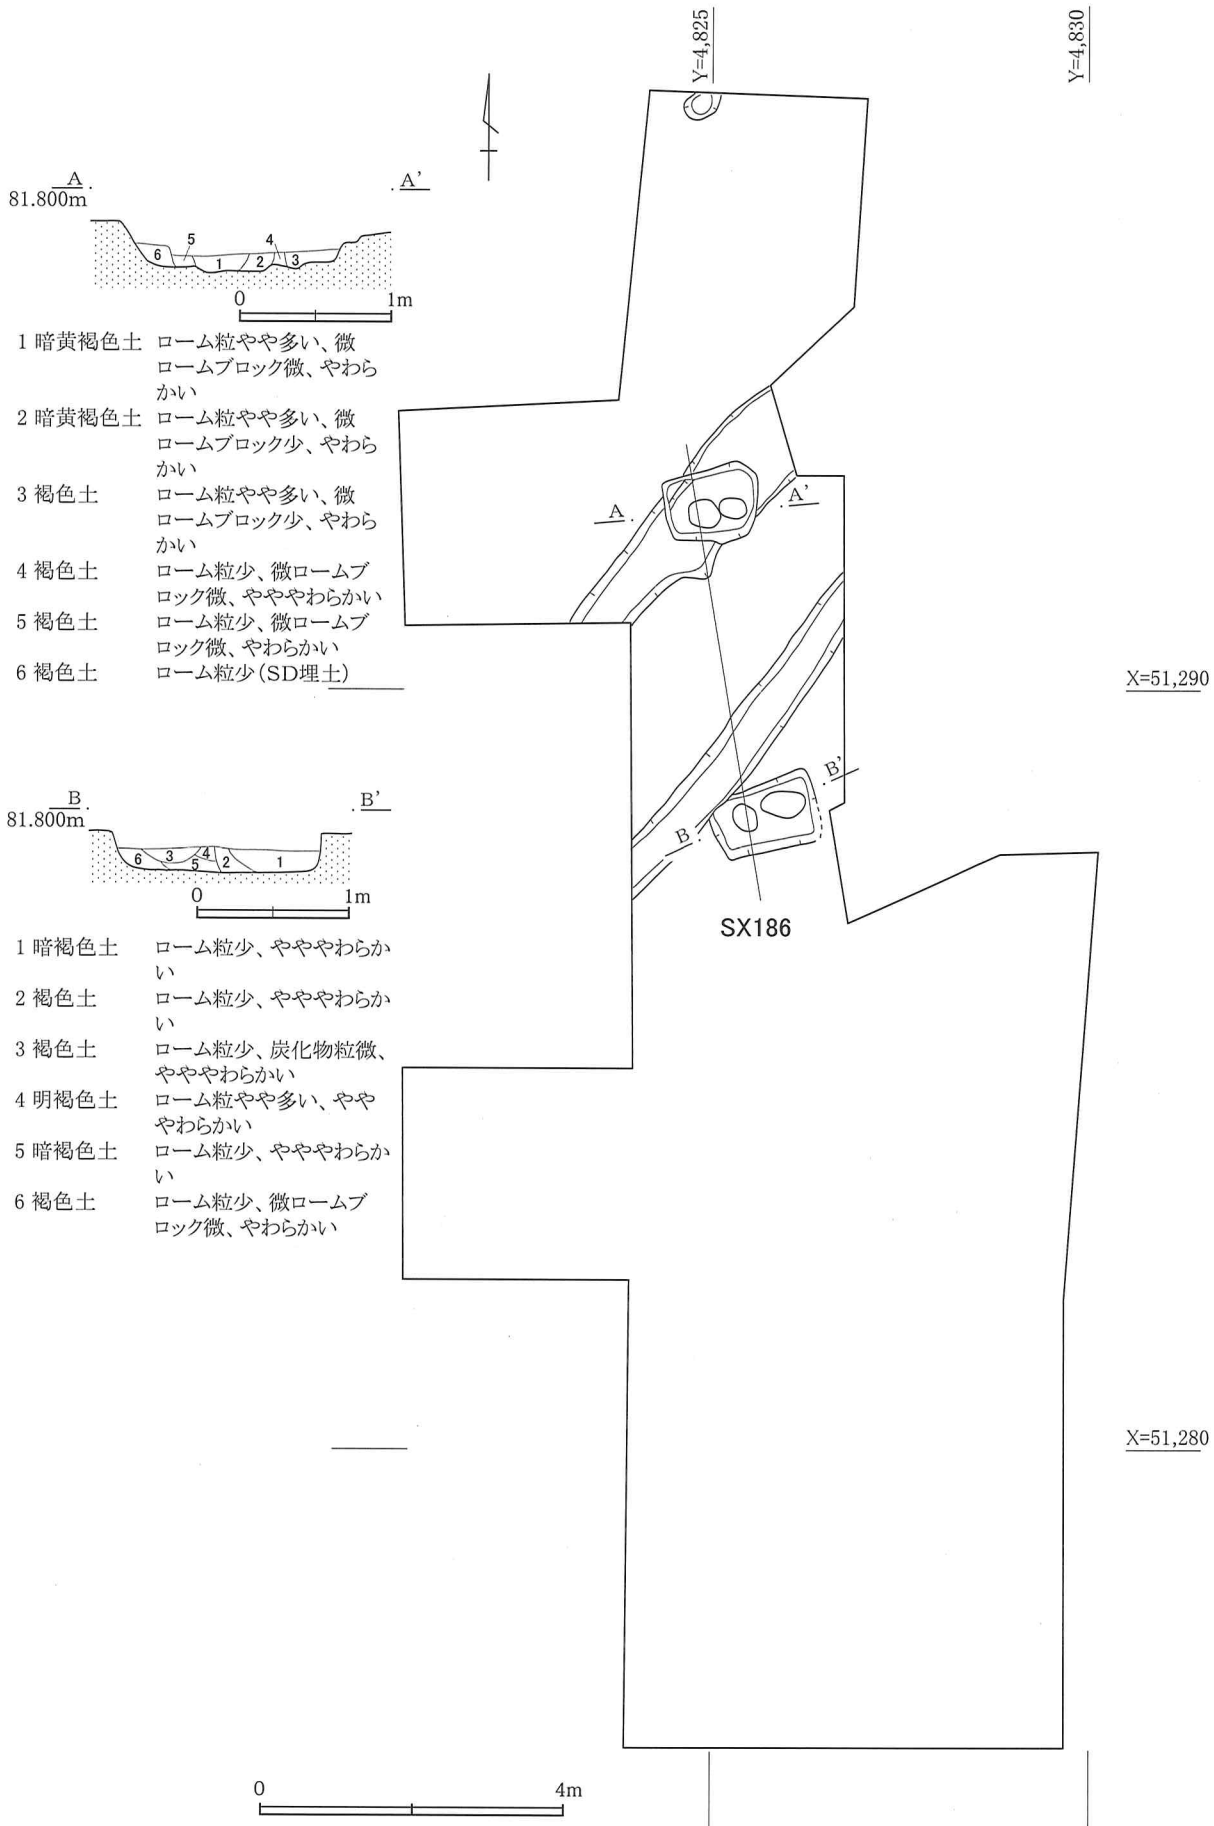 Y=4,825
Y=4,830
A
A'
81.800m
5
4
6
1
2
3
0
1m
1 暗黄褐色土 ローム粒やや多い、微
ロームブロック微、やわら
かい
2 暗黄褐色土 ローム粒やや多い、微
ロームブロック少、やわら
かい
3 褐色土 ローム粒やや多い、微
ロームブロック少、やわら
かい
4 褐色土 ローム粒少、微ロームブ
ロック微、ややややわらかい
5 褐色土 ローム粒少、微ロームブ
ロック微、やわらかい
6 褐色土 ローム粒少(SD埋土)
A
A'
X=51,290
B
B'
81.800m
6
3
4
5
2
1
0
1m
B
B'
SX186
1 暗褐色土 ローム粒少、ややややわらか
い
2 褐色土 ローム粒少、ややややわらか
い
3 褐色土 ローム粒少、炭化物粒微、
ややややわらかい
4 明褐色土 ローム粒やや多い、やや
やわらかい
5 暗褐色土 ローム粒少、ややややわらか
い
6 褐色土 ローム粒少、微ロームブ
ロック微、やわらかい
X=51,280
0
4m